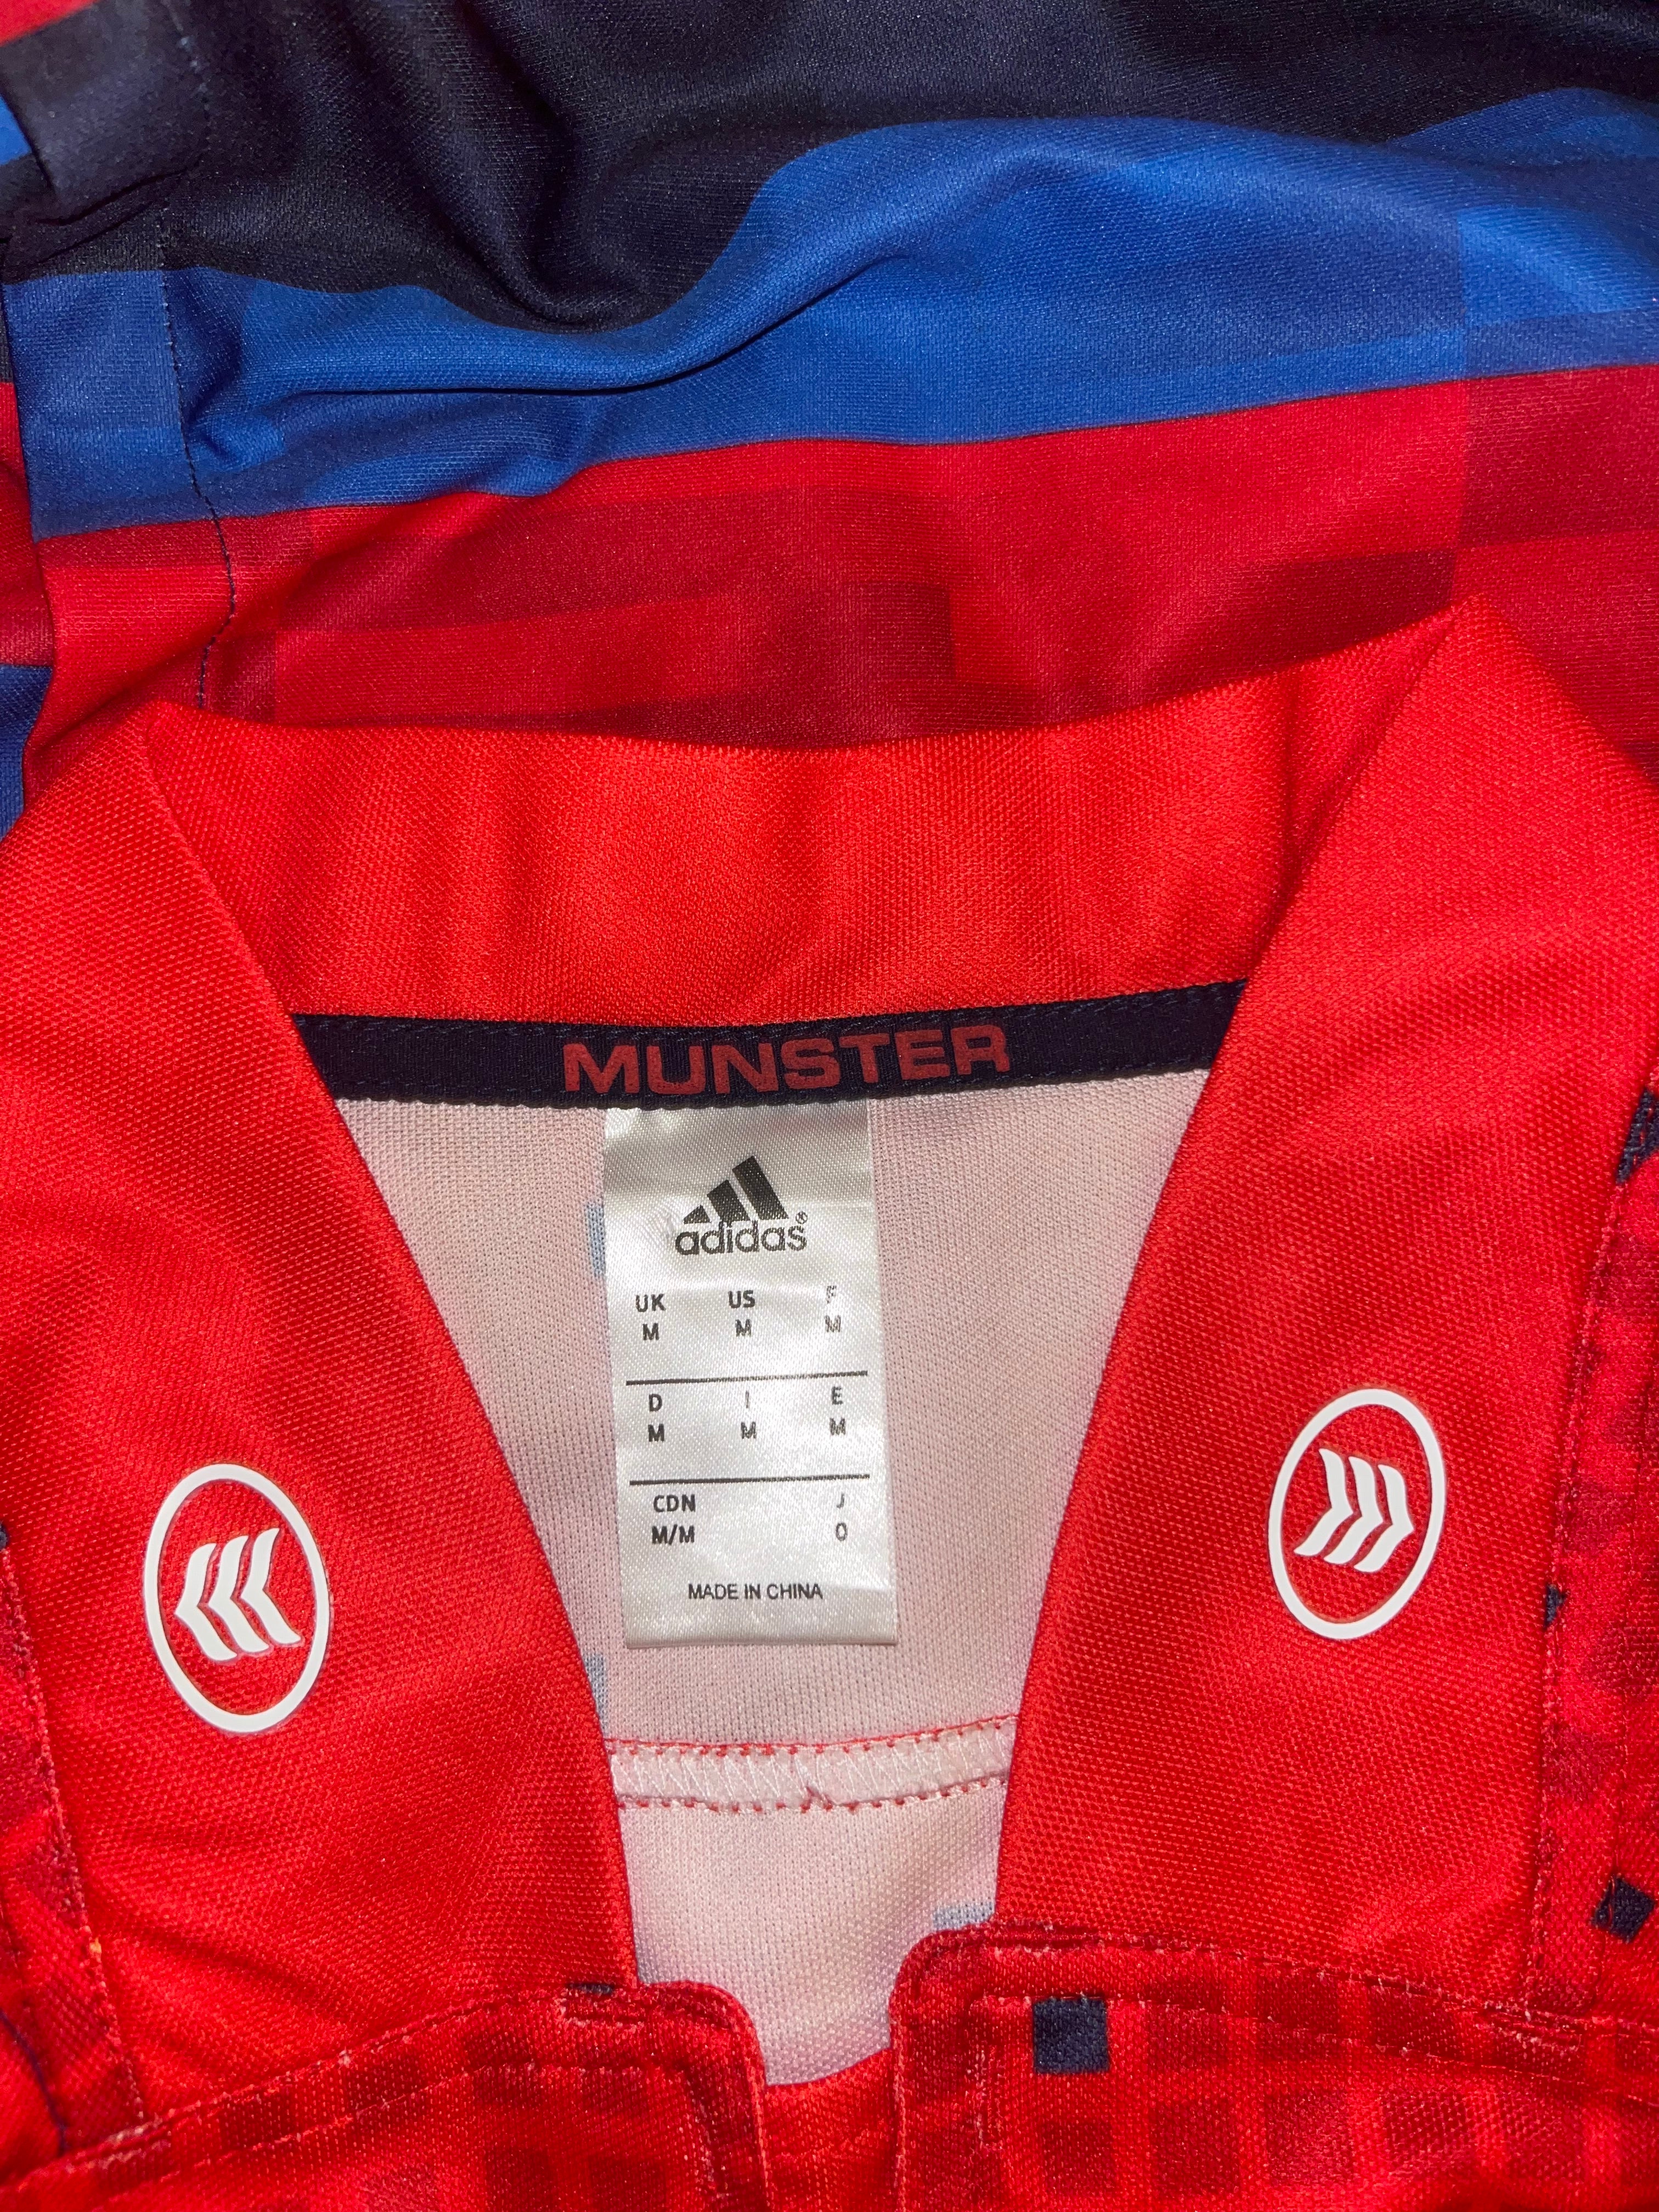 MUNSTER
adidas®
UK US F
M M M
D I E
M M M
CDN J
M/M O
MADE IN CHINA